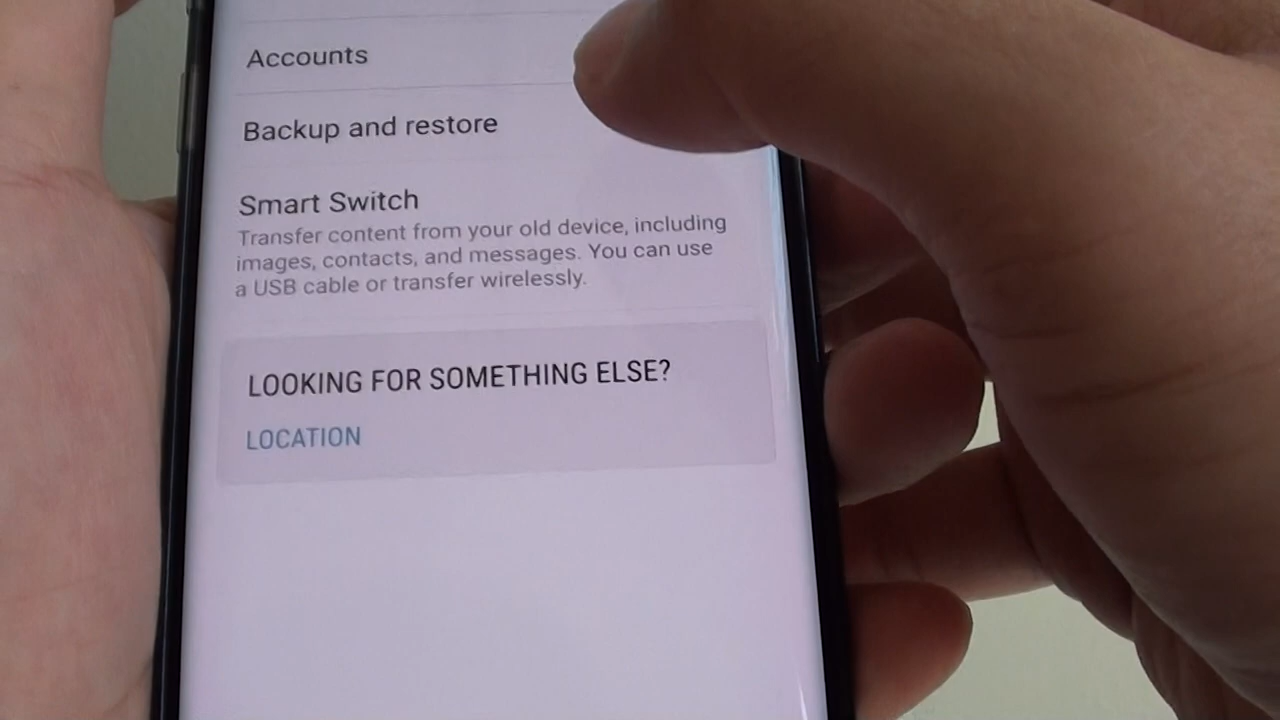 Accounts
Backup and restore
Smart Switch
Transfer content from your old device, including
images, contacts, and messages. You can use
a USB cable or transfer wirelessly.
LOOKING FOR SOMETHING ELSE?
LOCATION